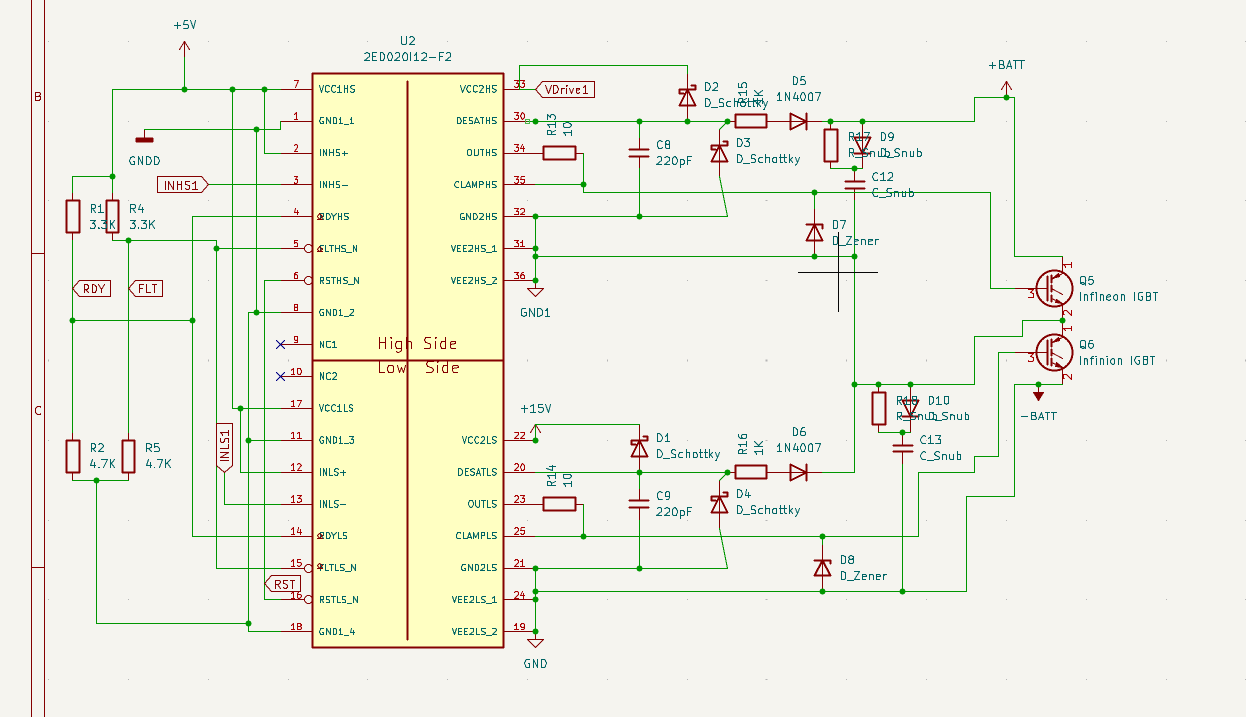 +5V
U2
2ED020I12-F2
+BATT
B
7 VCC1HS
VCC2HS 33
VDrive1
D2
D_Schottky
R15
1K
D5
1N4007
1 GND1_1
DESATHS 30
R13
10
GNDD
2 INHS+
OUTHS 34
C8
220pF
D3
D_Schottky
R17
R_Snub
D9
D_Snub
INHS1
3 INHS-
CLAMPHS 35
C12
C_Snub
R1
3.3K
R4
3.3K
4 RDYHS
GND2HS 32
D7
D_Zener
5 FLTHS_N
VEE2HS_1 31
6 RSTHS_N
VEE2HS_2 36
RDY
FLT
1
3
2
Q5
Infineon IGBT
8 GND1_2
GND1
9 NC1
High Side
1
3
2
Q6
Infinion IGBT
Low Side
10 NC2
C
17 VCC1LS
+15V
R18
R_Snub
D10
D_Snub
-BATT
INLS1
11 GND1_3
VCC2LS 22
D1
D_Schottky
R16
1K
D6
1N4007
C13
C_Snub
R2
4.7K
R5
4.7K
12 INLS+
DESATLS 20
R14
10
13 INLS-
OUTLS 23
C9
220pF
D4
D_Schottky
14 RDYLS
CLAMPLS 25
15 FLTLS_N
GND2LS 21
D8
D_Zener
RST
16 RSTLS_N
VEE2LS_1 24
18 GND1_4
VEE2LS_2 19
GND